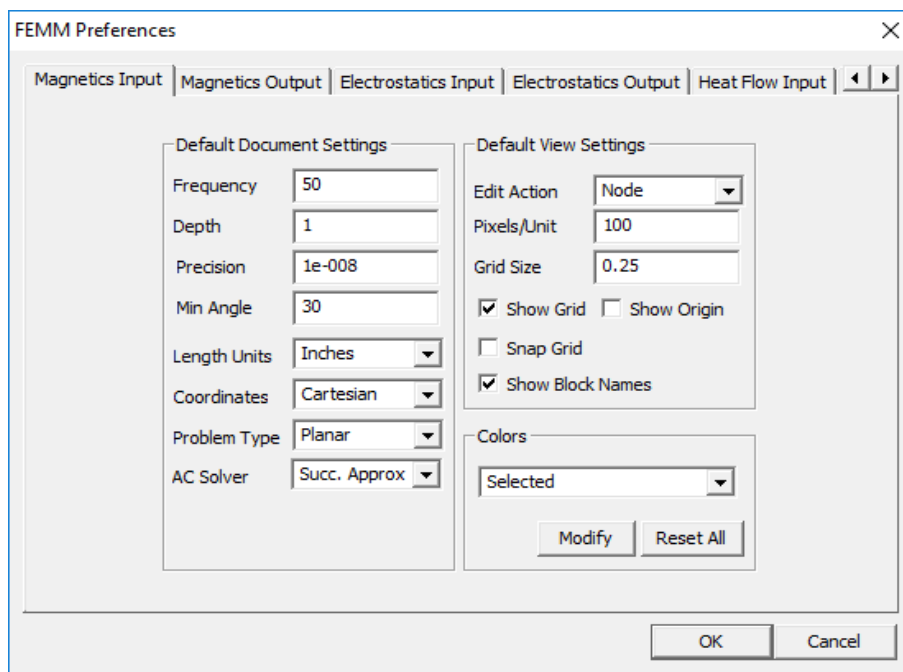 FEMM Preferences
Magnetics Input Magnetics Output Electrostatics Input Electrostatics Output Heat Flow Input
Default Document Settings
Frequency 50
Depth 1
Precision 1e-008
Min Angle 30
Length Units Inches
Coordinates Cartesian
Problem Type Planar
AC Solver Succ. Approx
Default View Settings
Edit Action Node
Pixels/Unit 100
Grid Size 0.25
Show Grid Show Origin
Snap Grid
Show Block Names
Colors
Selected
Modify Reset All
OK Cancel